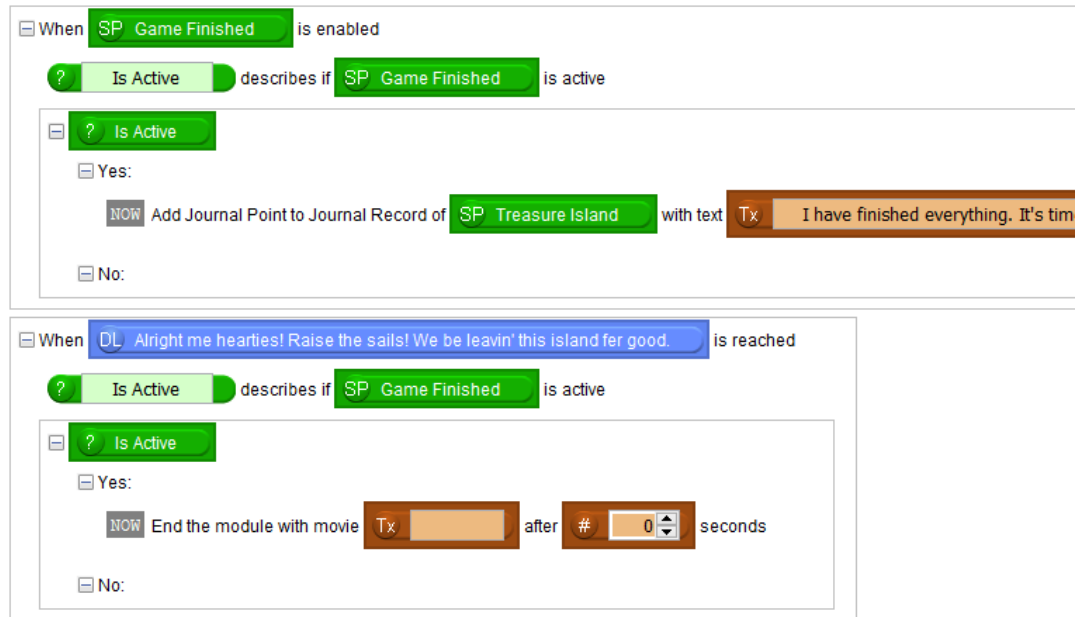 When SP Game Finished is enabled
? Is Active describes if SP Game Finished is active
? Is Active
Yes:
NOW Add Journal Point to Journal Record of SP Treasure Island with text Tx I have finished everything. It's tim
No:
When DL Alright me hearties! Raise the sails! We be leavin' this island fer good. is reached
? Is Active describes if SP Game Finished is active
? Is Active
Yes:
NOW End the module with movie Tx after # 0 seconds
No: